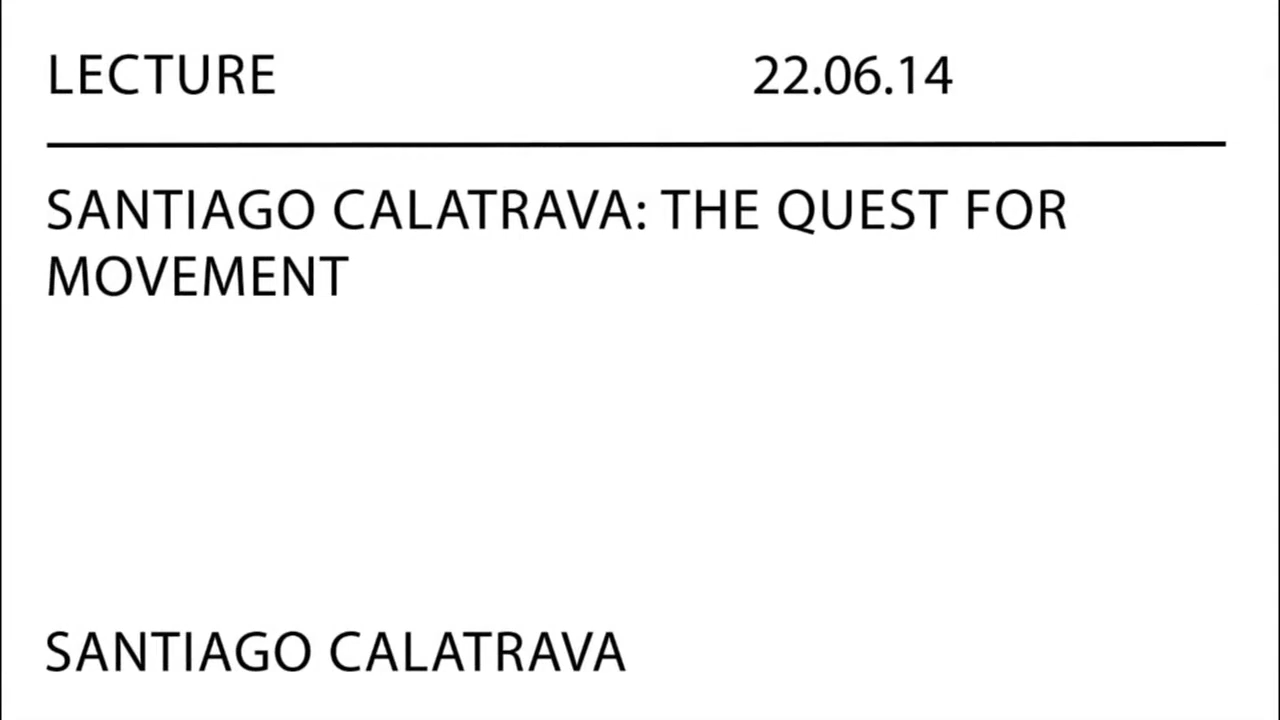 LECTURE 22.06.14
SANTIAGO CALATRAVA: THE QUEST FOR
MOVEMENT
SANTIAGO CALATRAVA